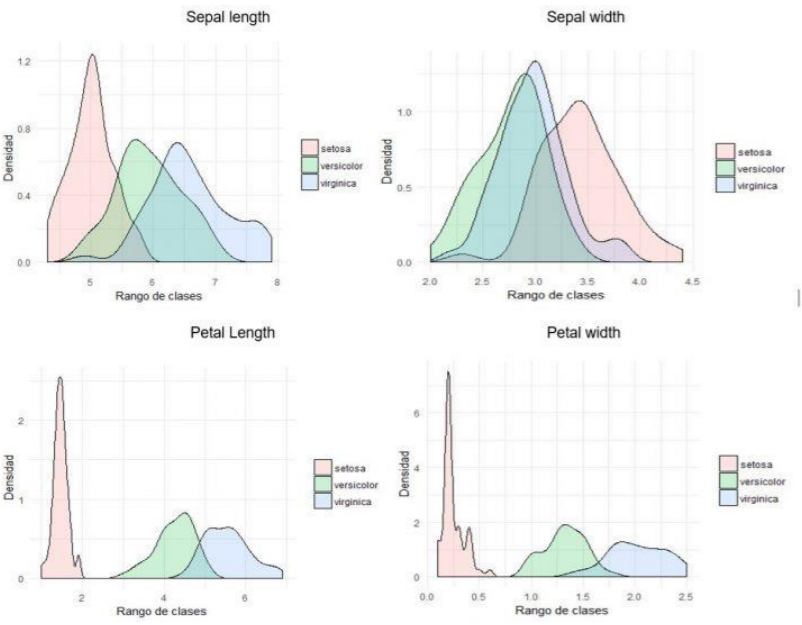 Sepal length
Densidad
1.2
0.8
0.4
0.0
5
6
7
8
Rango de clases
setosa
versicolor
virginica
Sepal width
Densidad
1.0
0.5
0.0
2.0
2.5
3.0
3.5
4.0
4.5
Rango de clases
setosa
versicolor
virginica
Petal Length
Densidad
2
1
0
2
4
6
Rango de clases
setosa
versicolor
virginica
Petal width
Densidad
6
4
2
0
0.0
0.5
1.0
1.5
2.0
2.5
Rango de clases
setosa
versicolor
virginica